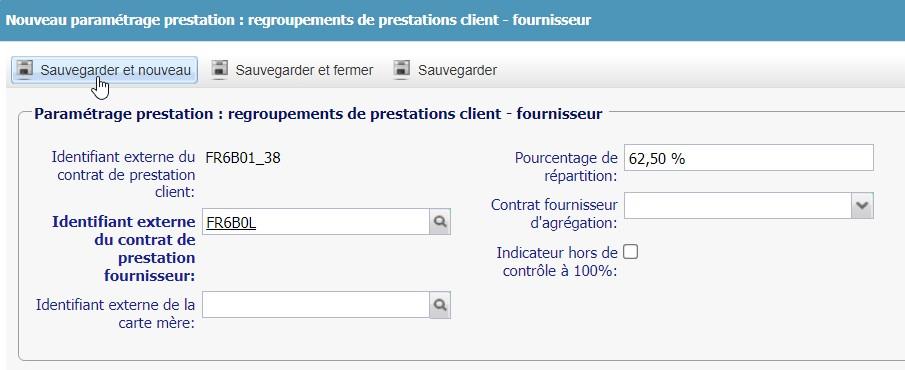 Nouveau paramétrage prestation : regroupements de prestations client - fournisseur
Sauvegarder et nouveau Sauvegarder et fermer Sauvegarder
Paramétrage prestation : regroupements de prestations client - fournisseur
Identifiant externe du
contrat de prestation
client:
FR6B01_38
Identifiant externe
du contrat de
prestation
fournisseur:
FR6B0L
Identifiant externe de la
carte mère:
Pourcentage de
répartition:
62,50 %
Contrat fournisseur
d'agrégation:
Indicateur hors de
contrôle à 100%: